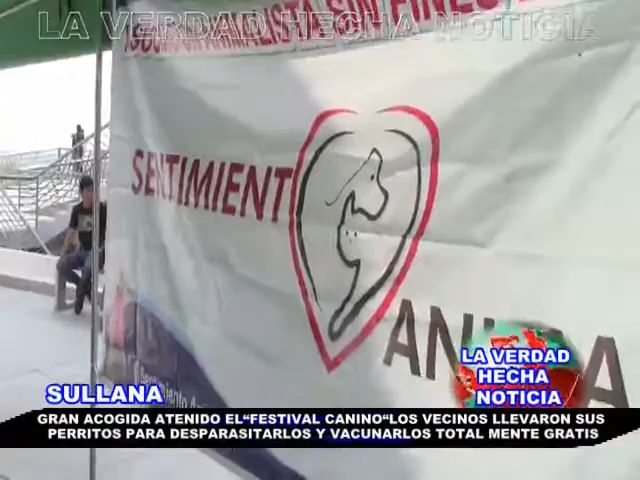 LA VERDAD HECHA NOTICIA
ANIMALISTA SIN FINES
SENTIMIENT
LA VERDAD
HECHA
NOTICIA
SULLANA
GRAN ACOGIDA ATENIDO EL“FESTIVAL CANINO“LOS VECINOS LLEVARON SUS
PERRITOS PARA DESPARASITARLOS Y VACUNARLOS TOTAL MENTE GRATIS